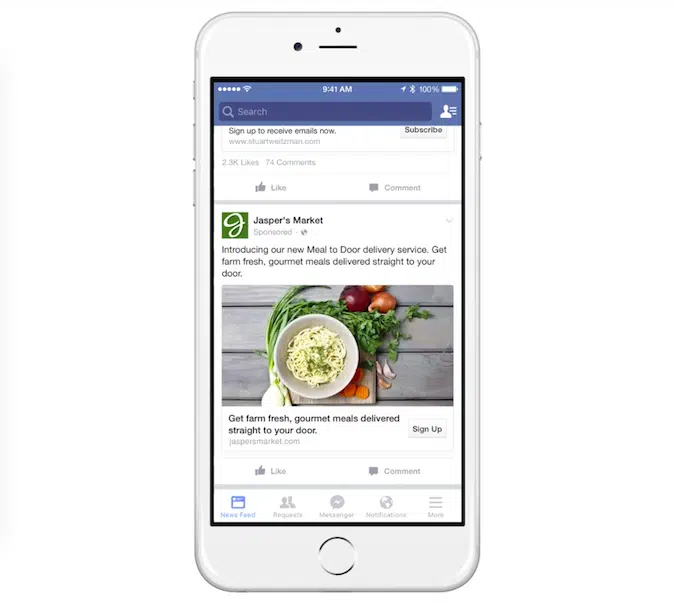 9:41 AM
100%
Search
Sign up to receive emails now.
Subscribe
www.stuartweitzman.com
2.3K Likes 74 Comments
Like
Comment
Jasper's Market
Sponsored ·
Introducing our new Meal to Door delivery service. Get
farm fresh, gourmet meals delivered straight to your
door.
Get farm fresh, gourmet meals delivered
straight to your door.
Sign Up
jaspersmarket.com
Like
Comment
News Feed
Requests
Messenger
Notifications
More